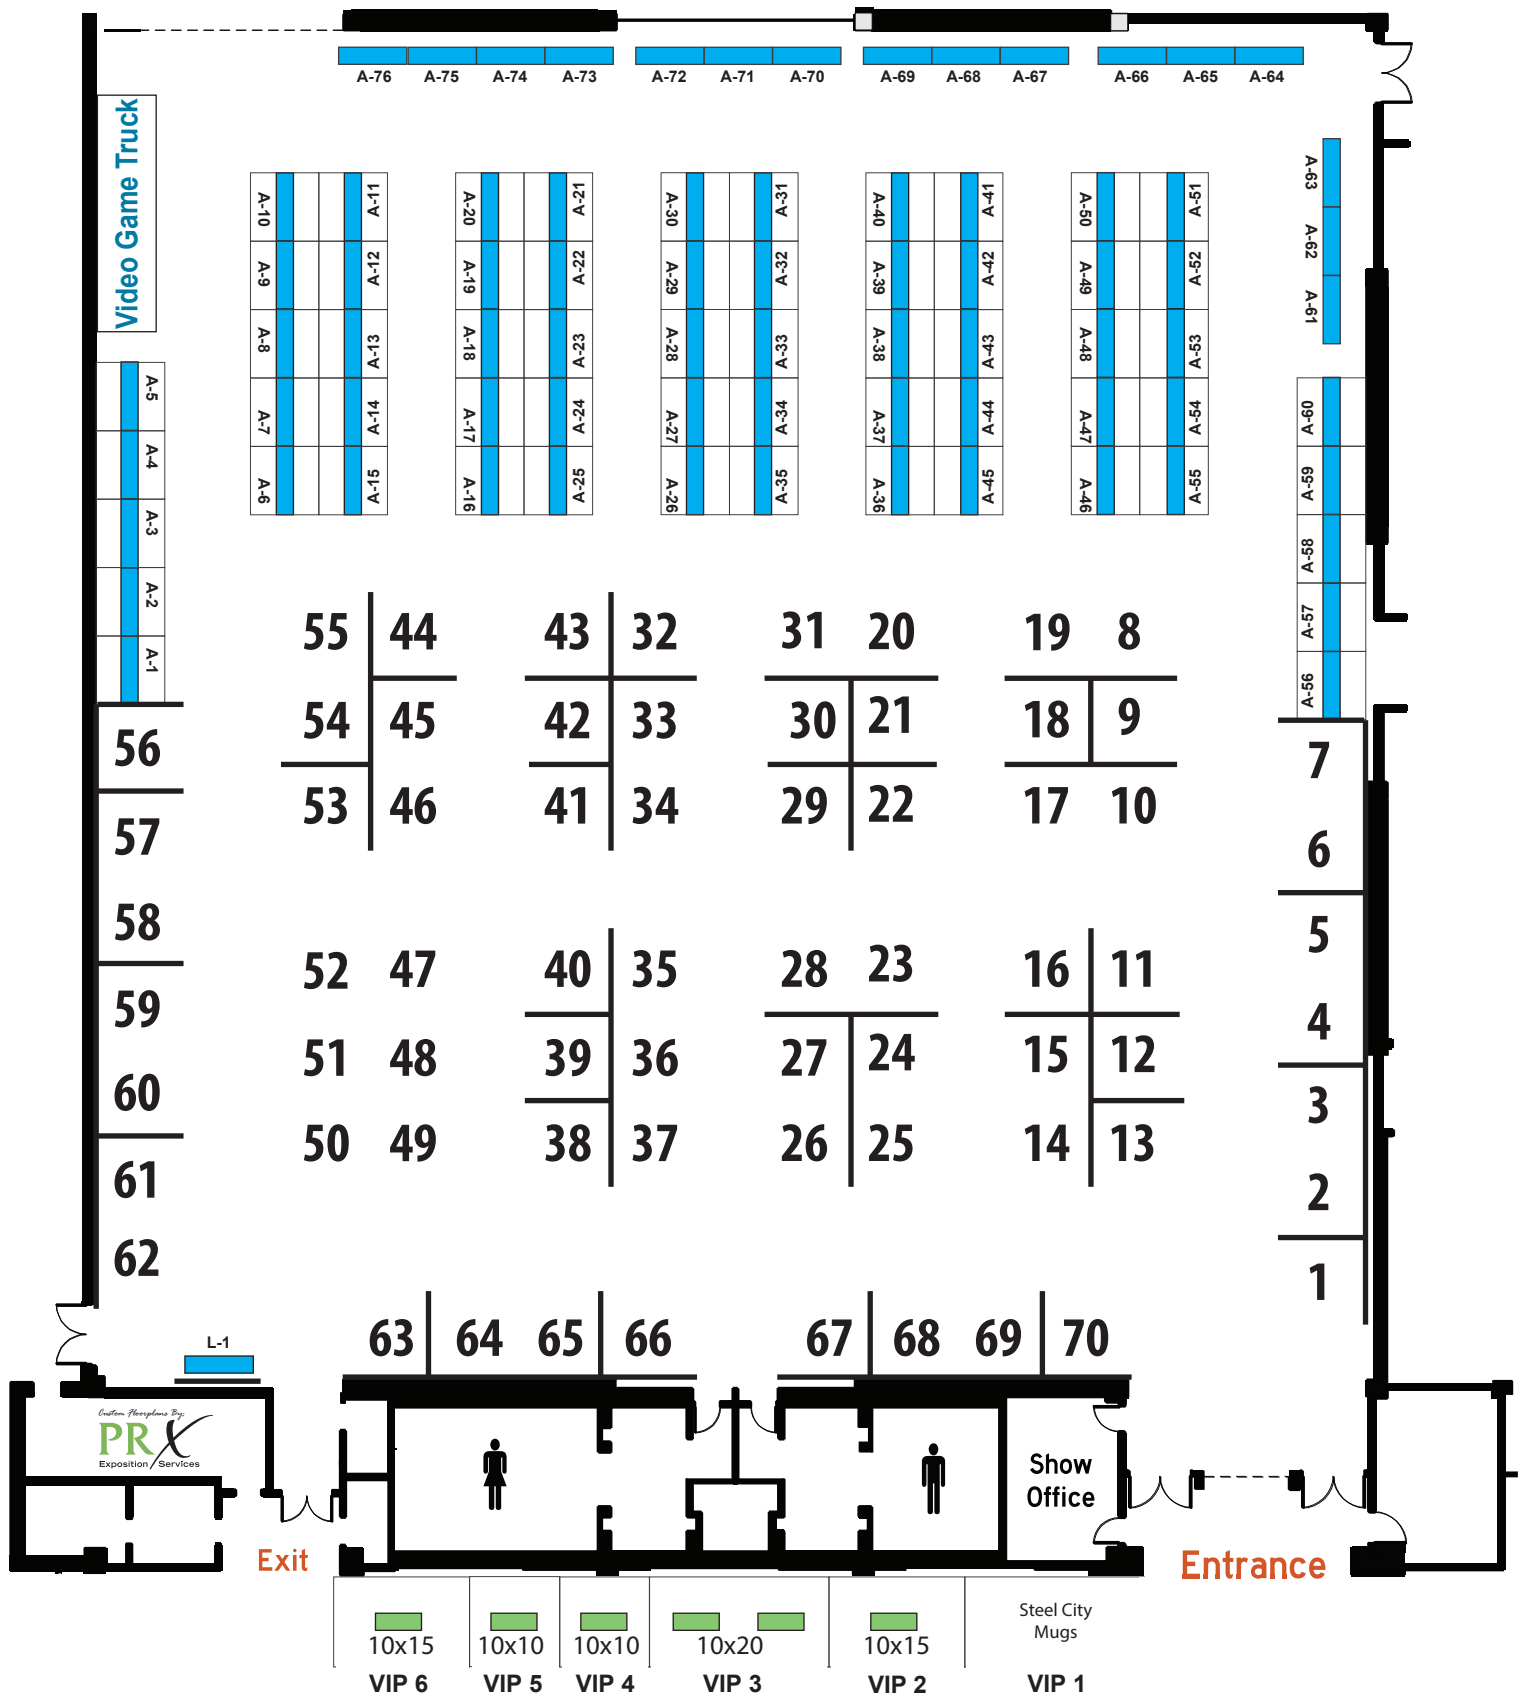 A-76 A-75 A-74 A-73 A-72 A-71 A-70 A-69 A-68 A-67 A-66 A-65 A-64
Video Game Truck
A-63
A-62
A-61
A-10 A-11 A-20 A-21 A-30 A-31 A-40 A-41 A-50 A-51
A-9 A-12 A-19 A-22 A-29 A-32 A-39 A-42 A-49 A-52
A-8 A-13 A-18 A-23 A-28 A-33 A-38 A-43 A-48 A-53
A-7 A-14 A-17 A-24 A-27 A-34 A-37 A-44 A-47 A-54
A-6 A-15 A-16 A-25 A-26 A-35 A-36 A-45 A-46 A-55
A-5
A-4
A-3
A-2
A-1
A-60
A-59
A-58
A-57
A-56
55 44 43 32 31 20 19 8
54 45 42 33 30 21 18 9
53 46 41 34 29 22 17 10
52 47 40 35 28 23 16 11
51 48 39 36 27 24 15 12
50 49 38 37 26 25 14 13
56
57
58
59
60
61
62
7
6
5
4
3
2
1
63 64 65 66 67 68 69 70
L-1
Custom Floorplans By:
PRX
Exposition Services
Show
Office
Exit
Entrance
Steel City
Mugs
10x15 10x10 10x10 10x20 10x15
VIP 6 VIP 5 VIP 4 VIP 3 VIP 2 VIP 1